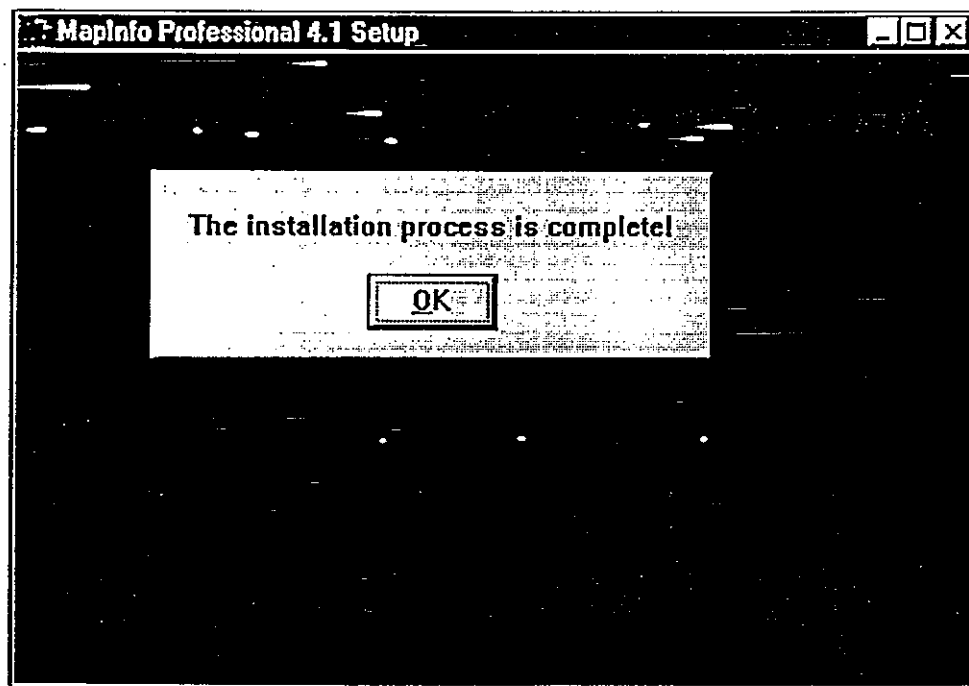 MapInfo Professional 4.1 Setup
The installation process is complete!
OK